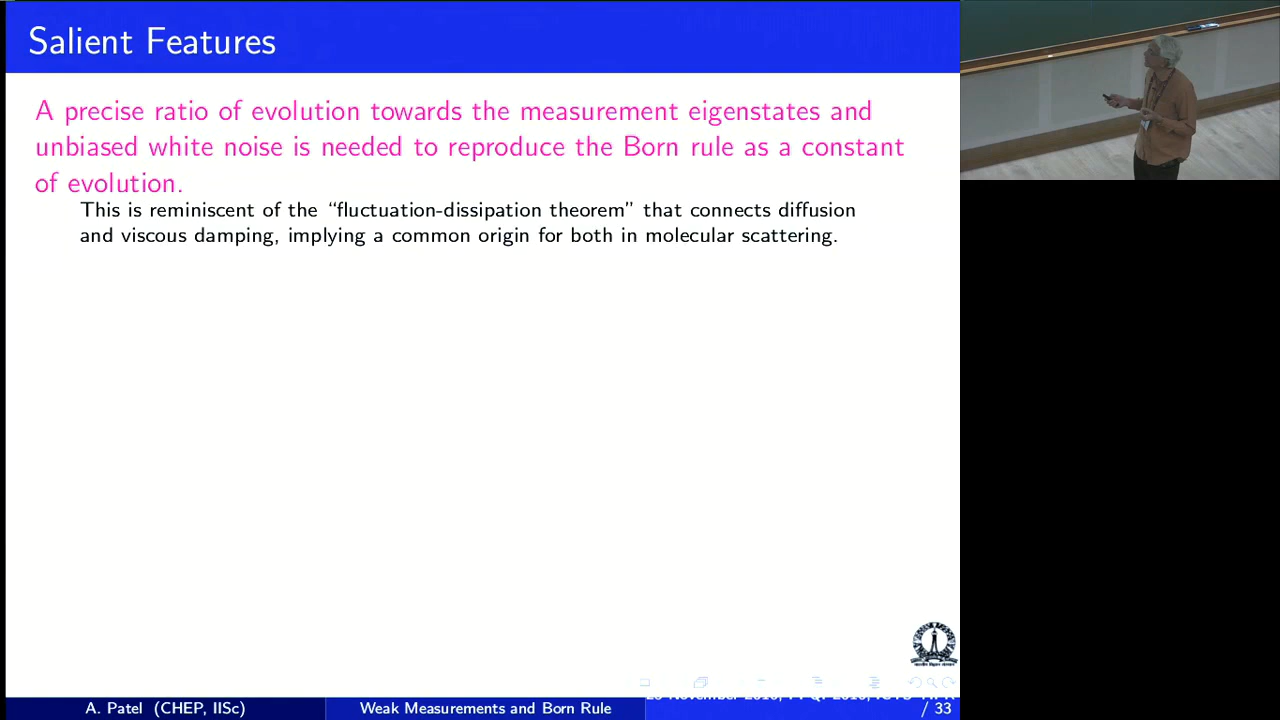 Salient Features
A precise ratio of evolution towards the measurement eigenstates and
unbiased white noise is needed to reproduce the Born rule as a constant
of evolution.
This is reminiscent of the “fluctuation-dissipation theorem” that connects diffusion
and viscous damping, implying a common origin for both in molecular scattering.
A. Patel (CHEP, IISc)
Weak Measurements and Born Rule
/ 33